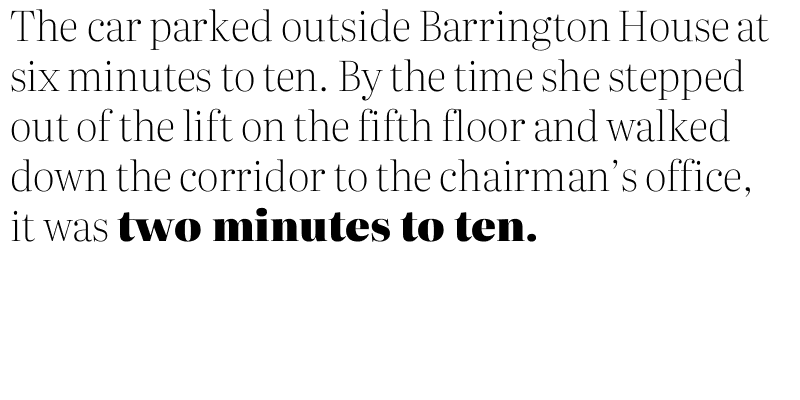 The car parked outside Barrington House at
six minutes to ten. By the time she stepped
out of the lift on the fifth floor and walked
down the corridor to the chairman’s office,
it was two minutes to ten.